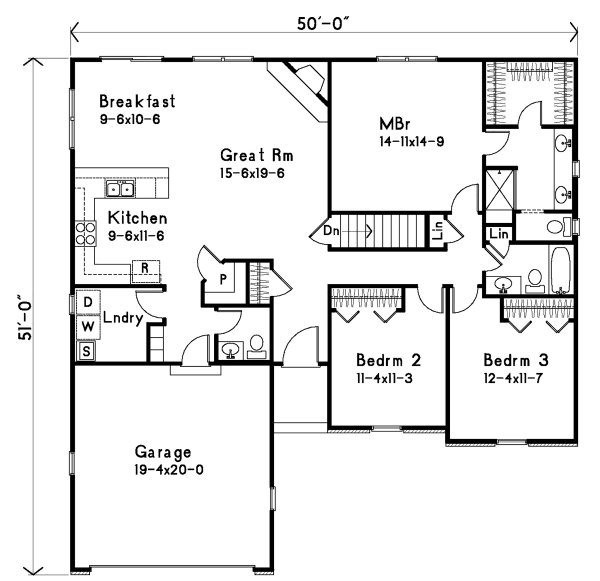 50'-0"
Breakfast
9-6x10-6
MBr
14-11x14-9
Great Rm
15-6x19-6
Kitchen
9-6x11-6
Dn
Lin
Lin
R
P
51'-0"
D
W
S
Lndry
Bedrm 2
11-4x11-3
Bedrm 3
12-4x11-7
Garage
19-4x20-0